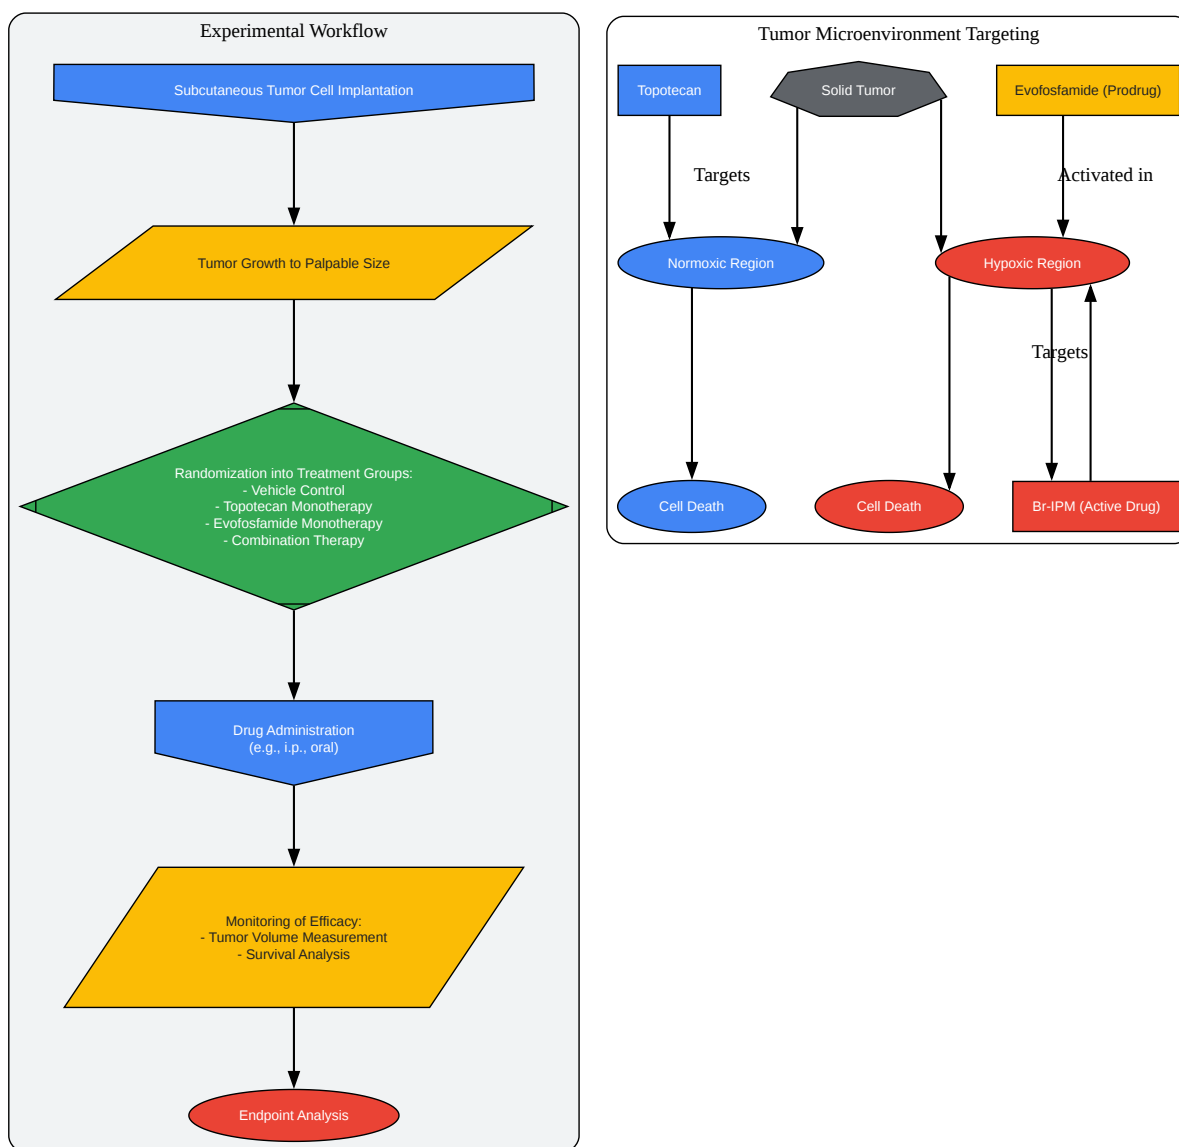 Experimental Workflow
Subcutaneous Tumor Cell Implantation
Tumor Growth to Palpable Size
Randomization into Treatment Groups:
- Vehicle Control
- Topotecan Monotherapy
- Evofosfamide Monotherapy
- Combination Therapy
Drug Administration
(e.g., i.p., oral)
Monitoring of Efficacy:
- Tumor Volume Measurement
- Survival Analysis
Endpoint Analysis
Tumor Microenvironment Targeting
Topotecan
Solid Tumor
Evofosfamide (Prodrug)
Targets
Activated in
Normoxic Region
Hypoxic Region
Targets
Cell Death
Cell Death
Br-IPM (Active Drug)